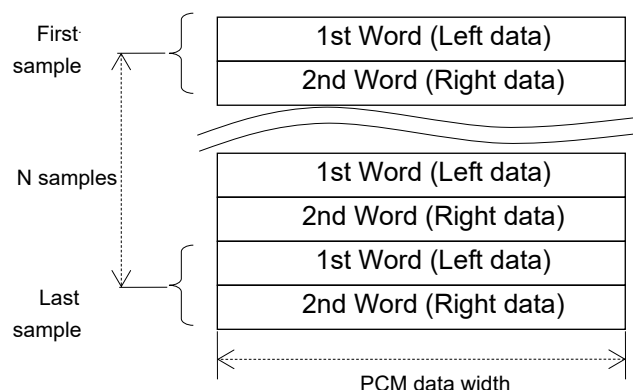 First
sample
1st Word (Left data)
2nd Word (Right data)
N samples
1st Word (Left data)
2nd Word (Right data)
1st Word (Left data)
2nd Word (Right data)
Last
sample
PCM data width